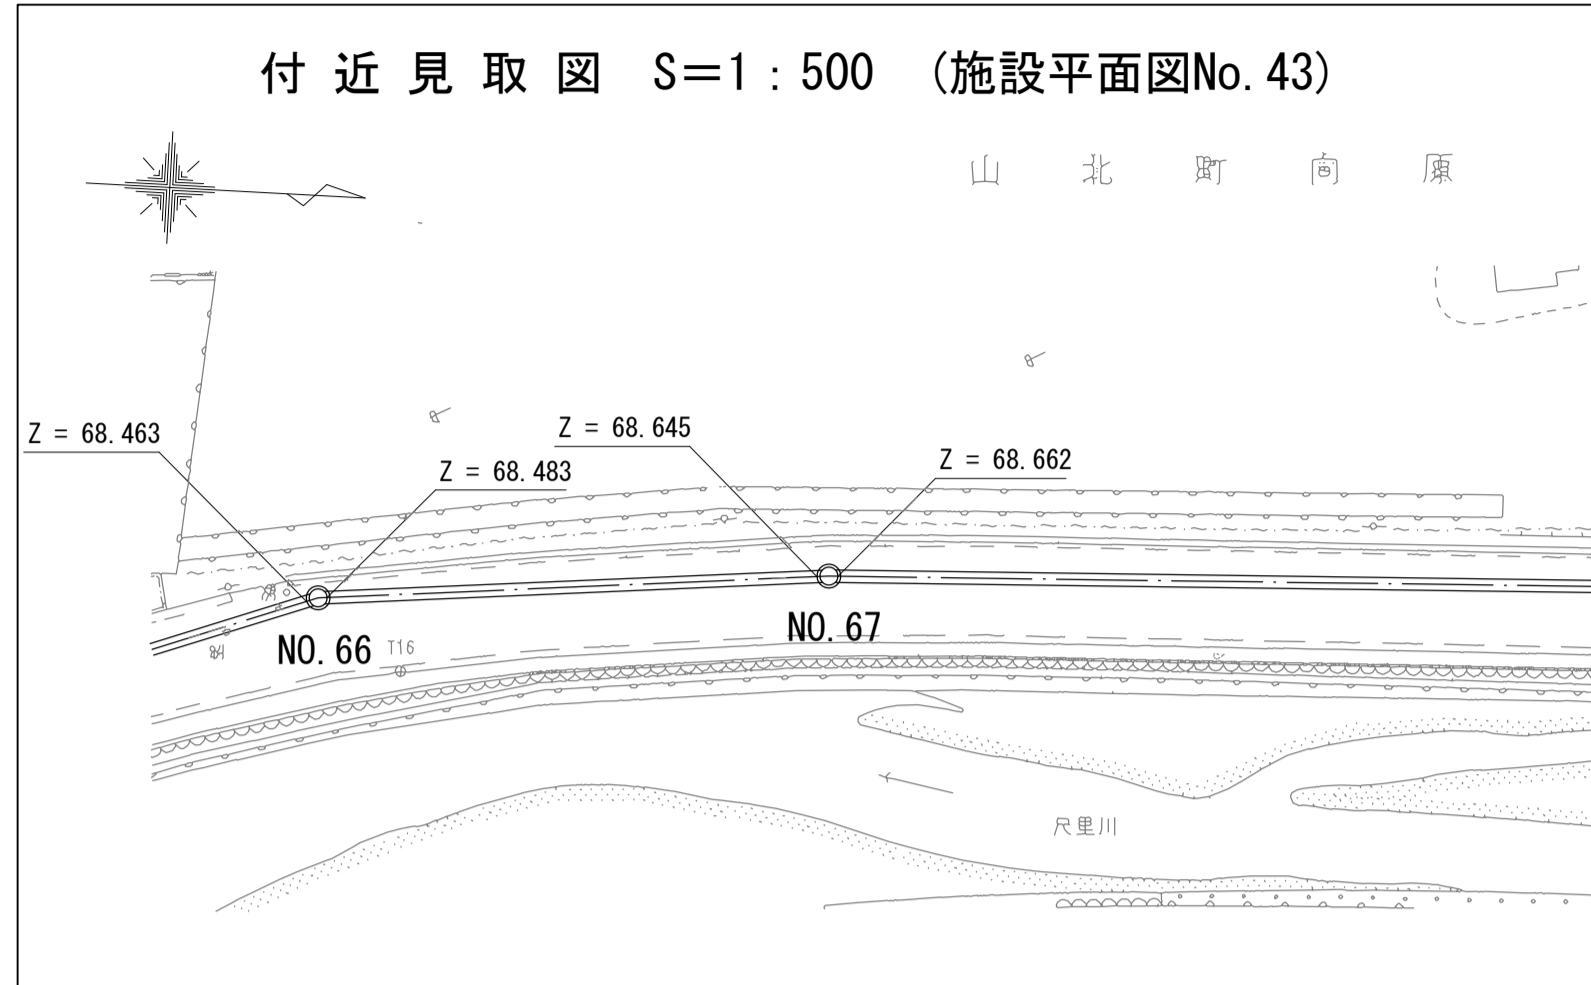 付近見取図 S=1:500 (施設平面図No.43)
山北町向原
Z = 68.463
Z = 68.645
Z = 68.483
Z = 68.662
NO.66
T16
NO.67
尺里川